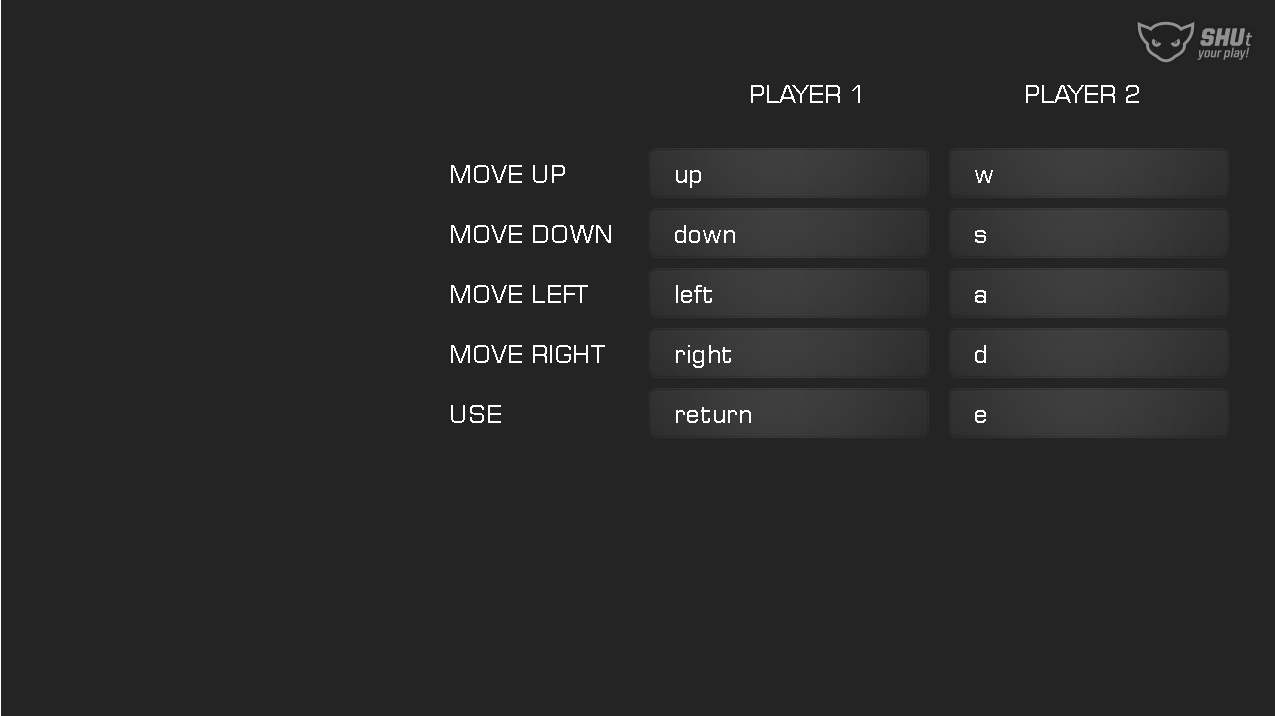 SHUt
your play!
PLAYER 1 PLAYER 2
MOVE UP up w
MOVE DOWN down s
MOVE LEFT left a
MOVE RIGHT right d
USE return e